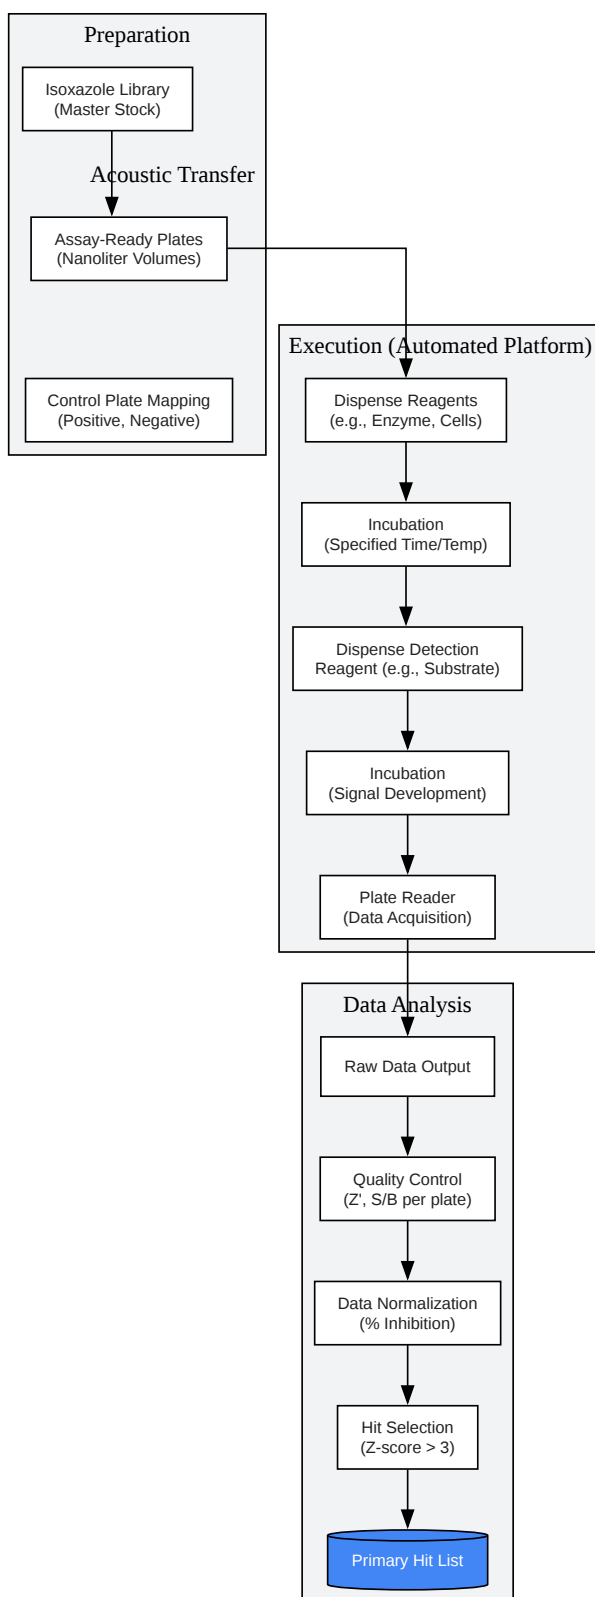 Preparation
Isoxazole Library
(Master Stock)
Acoustic Transfer
Assay-Ready Plates
(Nanoliter Volumes)
Control Plate Mapping
(Positive, Negative)
Execution (Automated Platform)
Dispense Reagents
(e.g., Enzyme, Cells)
Incubation
(Specified Time/Temp)
Dispense Detection
Reagent (e.g., Substrate)
Incubation
(Signal Development)
Plate Reader
(Data Acquisition)
Data Analysis
Raw Data Output
Quality Control
(Z', S/B per plate)
Data Normalization
(% Inhibition)
Hit Selection
(Z-score > 3)
Primary Hit List